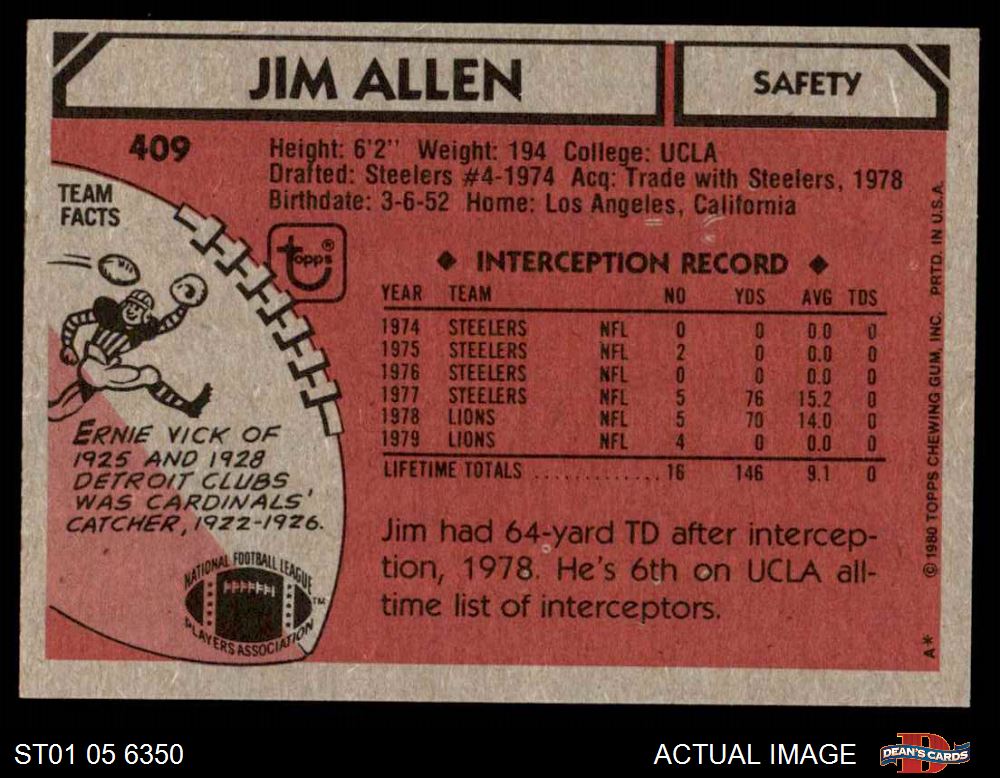 JIM ALLEN
SAFETY
409
Height: 6'2" Weight: 194 College: UCLA
Drafted: Steelers #4-1974 Acq: Trade with Steelers, 1978
Birthdate: 3-6-52 Home: Los Angeles, California
TEAM
FACTS
topps®
◆ INTERCEPTION RECORD ◆
YEAR TEAM NO YDS AVG TDS
1974 STEELERS NFL 0 0 0.0 0
1975 STEELERS NFL 2 0 0.0 0
1976 STEELERS NFL 0 0 0.0 0
1977 STEELERS NFL 5 76 15.2 0
1978 LIONS NFL 5 70 14.0 0
1979 LIONS NFL 4 0 0.0 0
LIFETIME TOTALS . . . . . . . . . . . . . 16 146 9.1 0
ERNIE VICK OF
1925 AND 1928
DETROIT CLUBS
WAS CARDINALS'
CATCHER, 1922-1926.
Jim had 64-yard TD after intercep-
tion, 1978. He's 6th on UCLA all-
time list of interceptors.
NATIONAL FOOTBALL LEAGUE
PLAYERS ASSOCIATION
TM
A* © 1980 TOPPS CHEWING GUM, INC. PRTD. IN U.S.A.
ST01 05 6350
ACTUAL IMAGE
DEAN'S CARDS